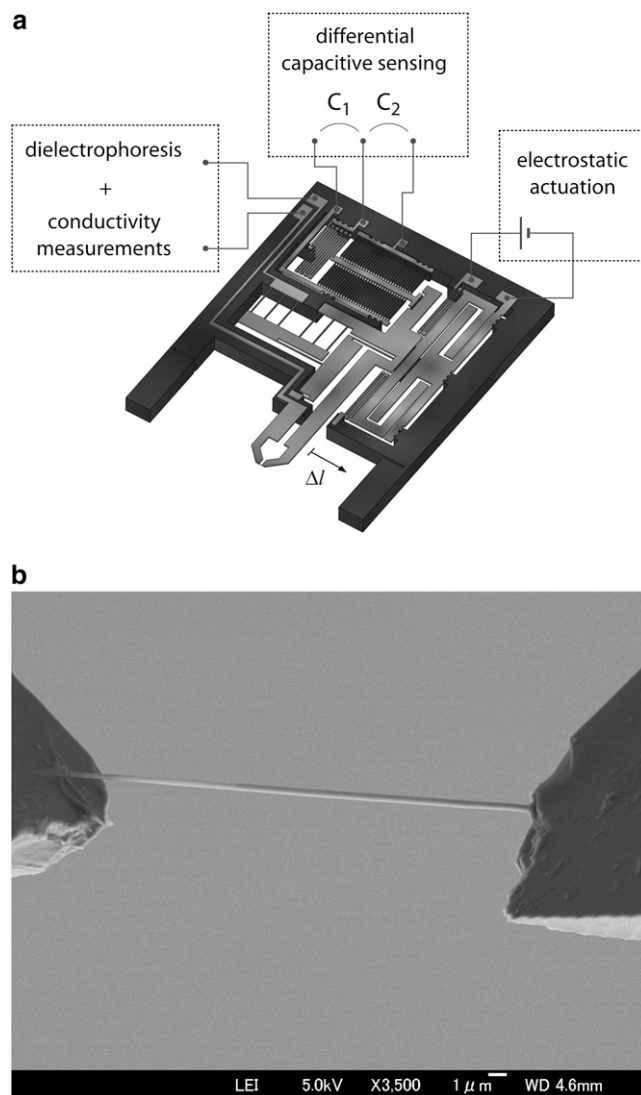 a
differential
capacitive sensing
C₁ C₂
dielectrophoresis
+
conductivity
measurements
electrostatic
actuation
Δl
b
LEI 5.0kV X3,500 1 μm WD 4.6mm